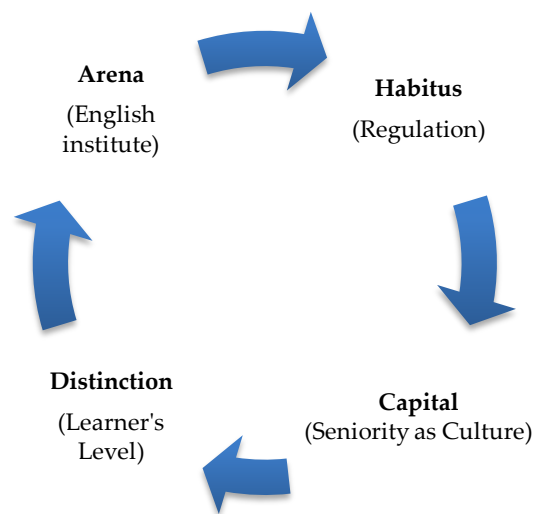 Arena
(English
institute)
Habitus
(Regulation)
Capital
(Seniority as Culture)
Distinction
(Learner's
Level)